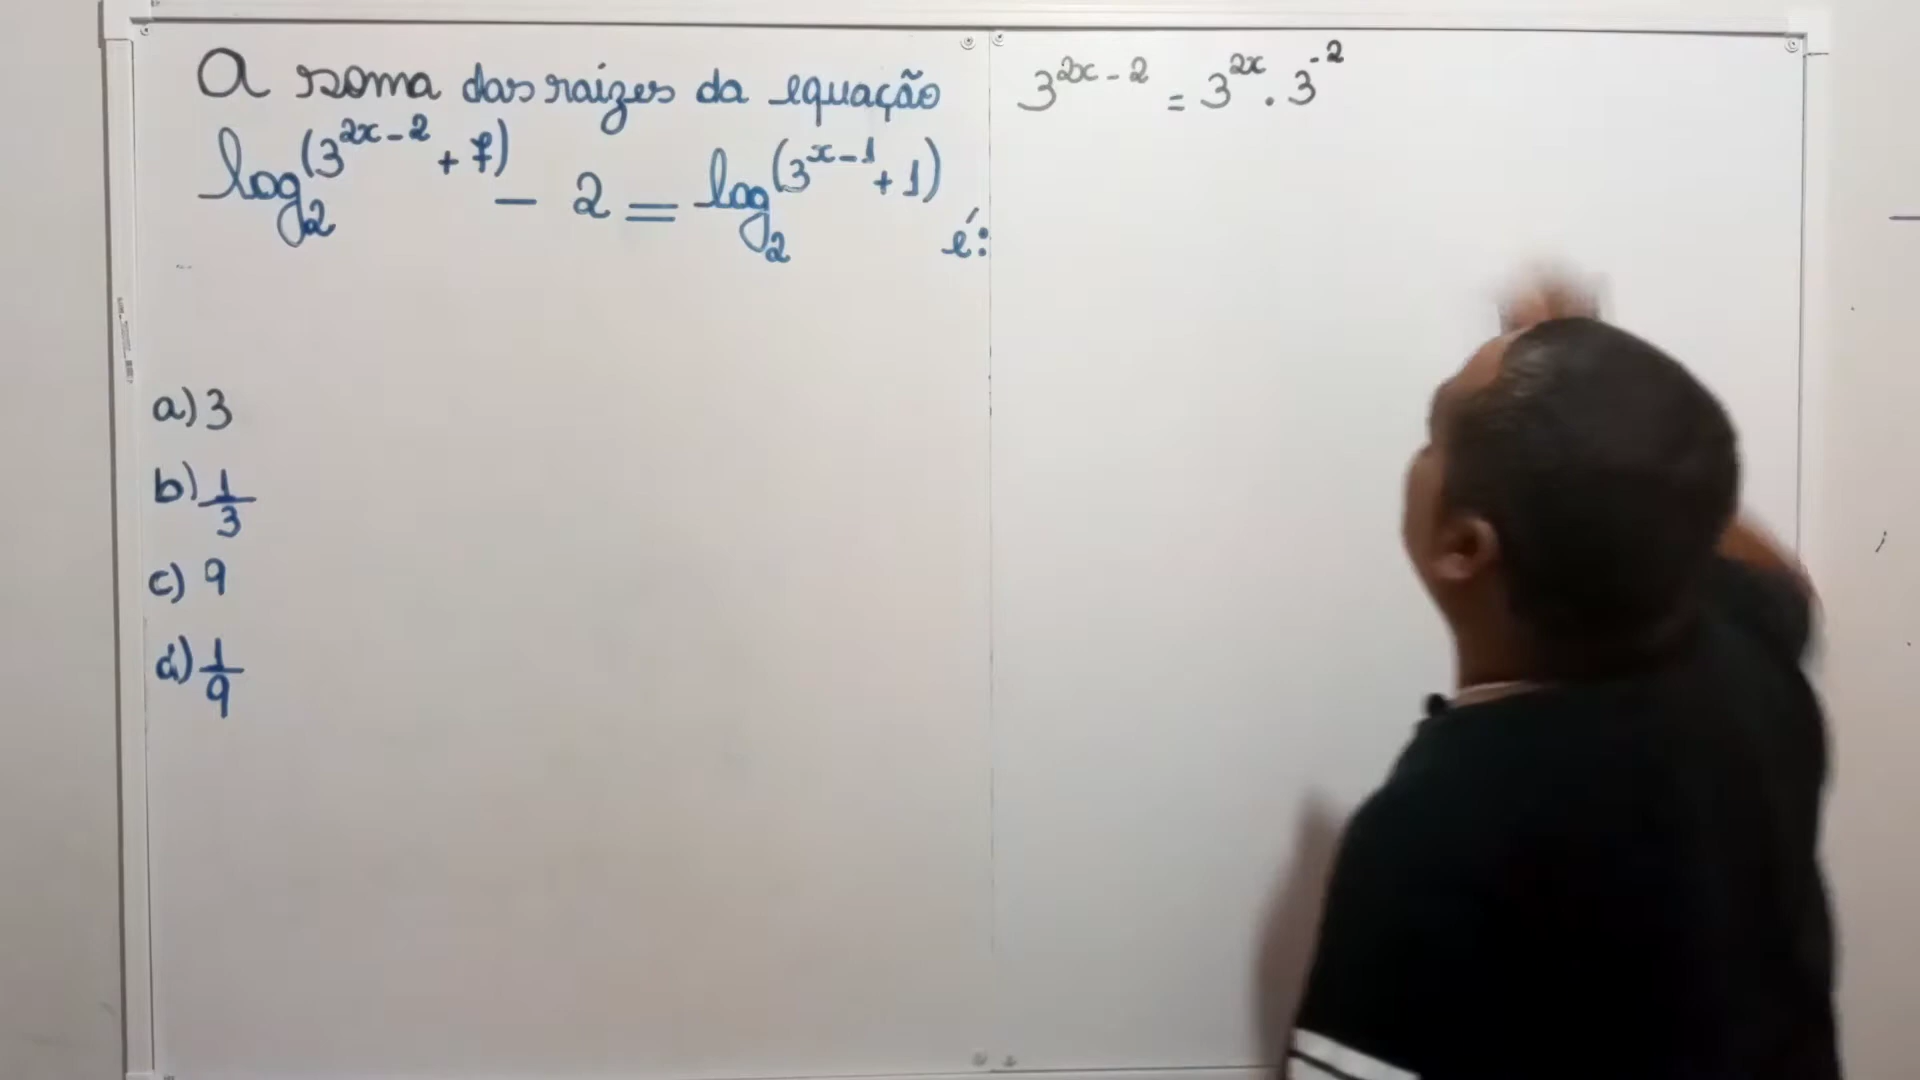 A soma das raízes da equação
log₂(3^{2x-2} + 7) - 2 = log₂(3^{x-1} + 1) é:
a) 3
b) 1/3
c) 9
d) 1/9
3^{2x-2} = 3^{2x} . 3^{-2}